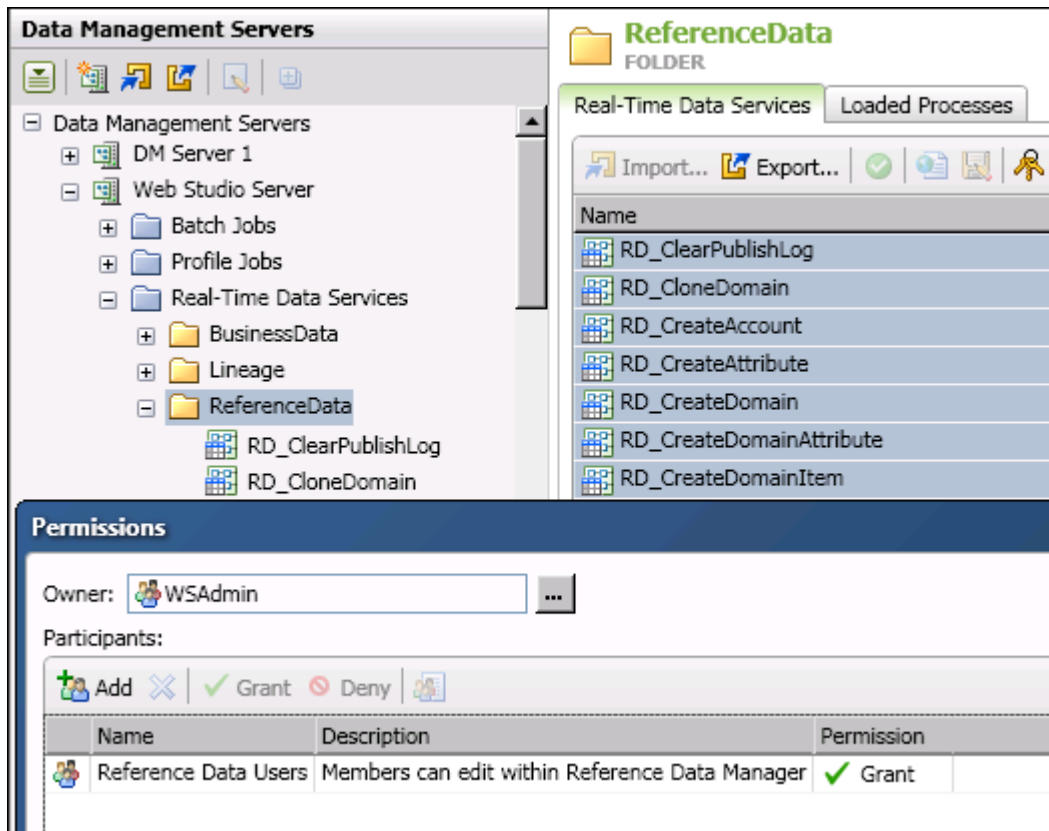 Data Management Servers
Data Management Servers
DM Server 1
Web Studio Server
Batch Jobs
Profile Jobs
Real-Time Data Services
BusinessData
Lineage
ReferenceData
RD_ClearPublishLog
RD_CloneDomain
ReferenceData
FOLDER
Real-Time Data Services Loaded Processes
Import... Export...
Name
RD_ClearPublishLog
RD_CloneDomain
RD_CreateAccount
RD_CreateAttribute
RD_CreateDomain
RD_CreateDomainAttribute
RD_CreateDomainItem
Permissions
Owner: WSAdmin ...
Participants:
Add Grant Deny
Name Description Permission
Reference Data Users Members can edit within Reference Data Manager Grant